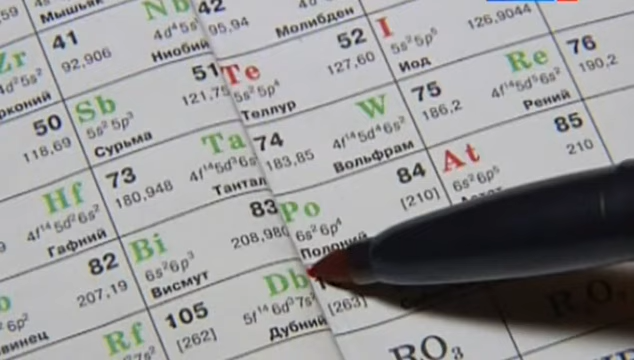 Мышьяк Nb 42
41 4d⁴5s¹ 95,94 Молибден I 126,9044
Zr 92,906 Ниобий 52 5s²5p⁵
4d²5s² 51 Te 127,60 Иод Re 76
Sb 121,75 5s²5p⁴ 75 4f¹⁴5d⁵6s² 190,2
50 5s²5p³ Теллур W 186,2 Рений
118,69 Сурьма Ta 74 4f¹⁴5d⁴6s² 85
73 4f¹⁴5d³6s² 183,85 Вольфрам At 210
Hf 180,948 Тантал 84 6s²6p⁵
4f¹⁴5d²6s² 83 Po [210]
Гафний Bi 208,980 6s²6p⁴
82 6s²6p³ Полоний
207,19 Висмут Db
6p² 105 5f¹⁴6d³7s² [263]
Rf [262] Дубний RO₃